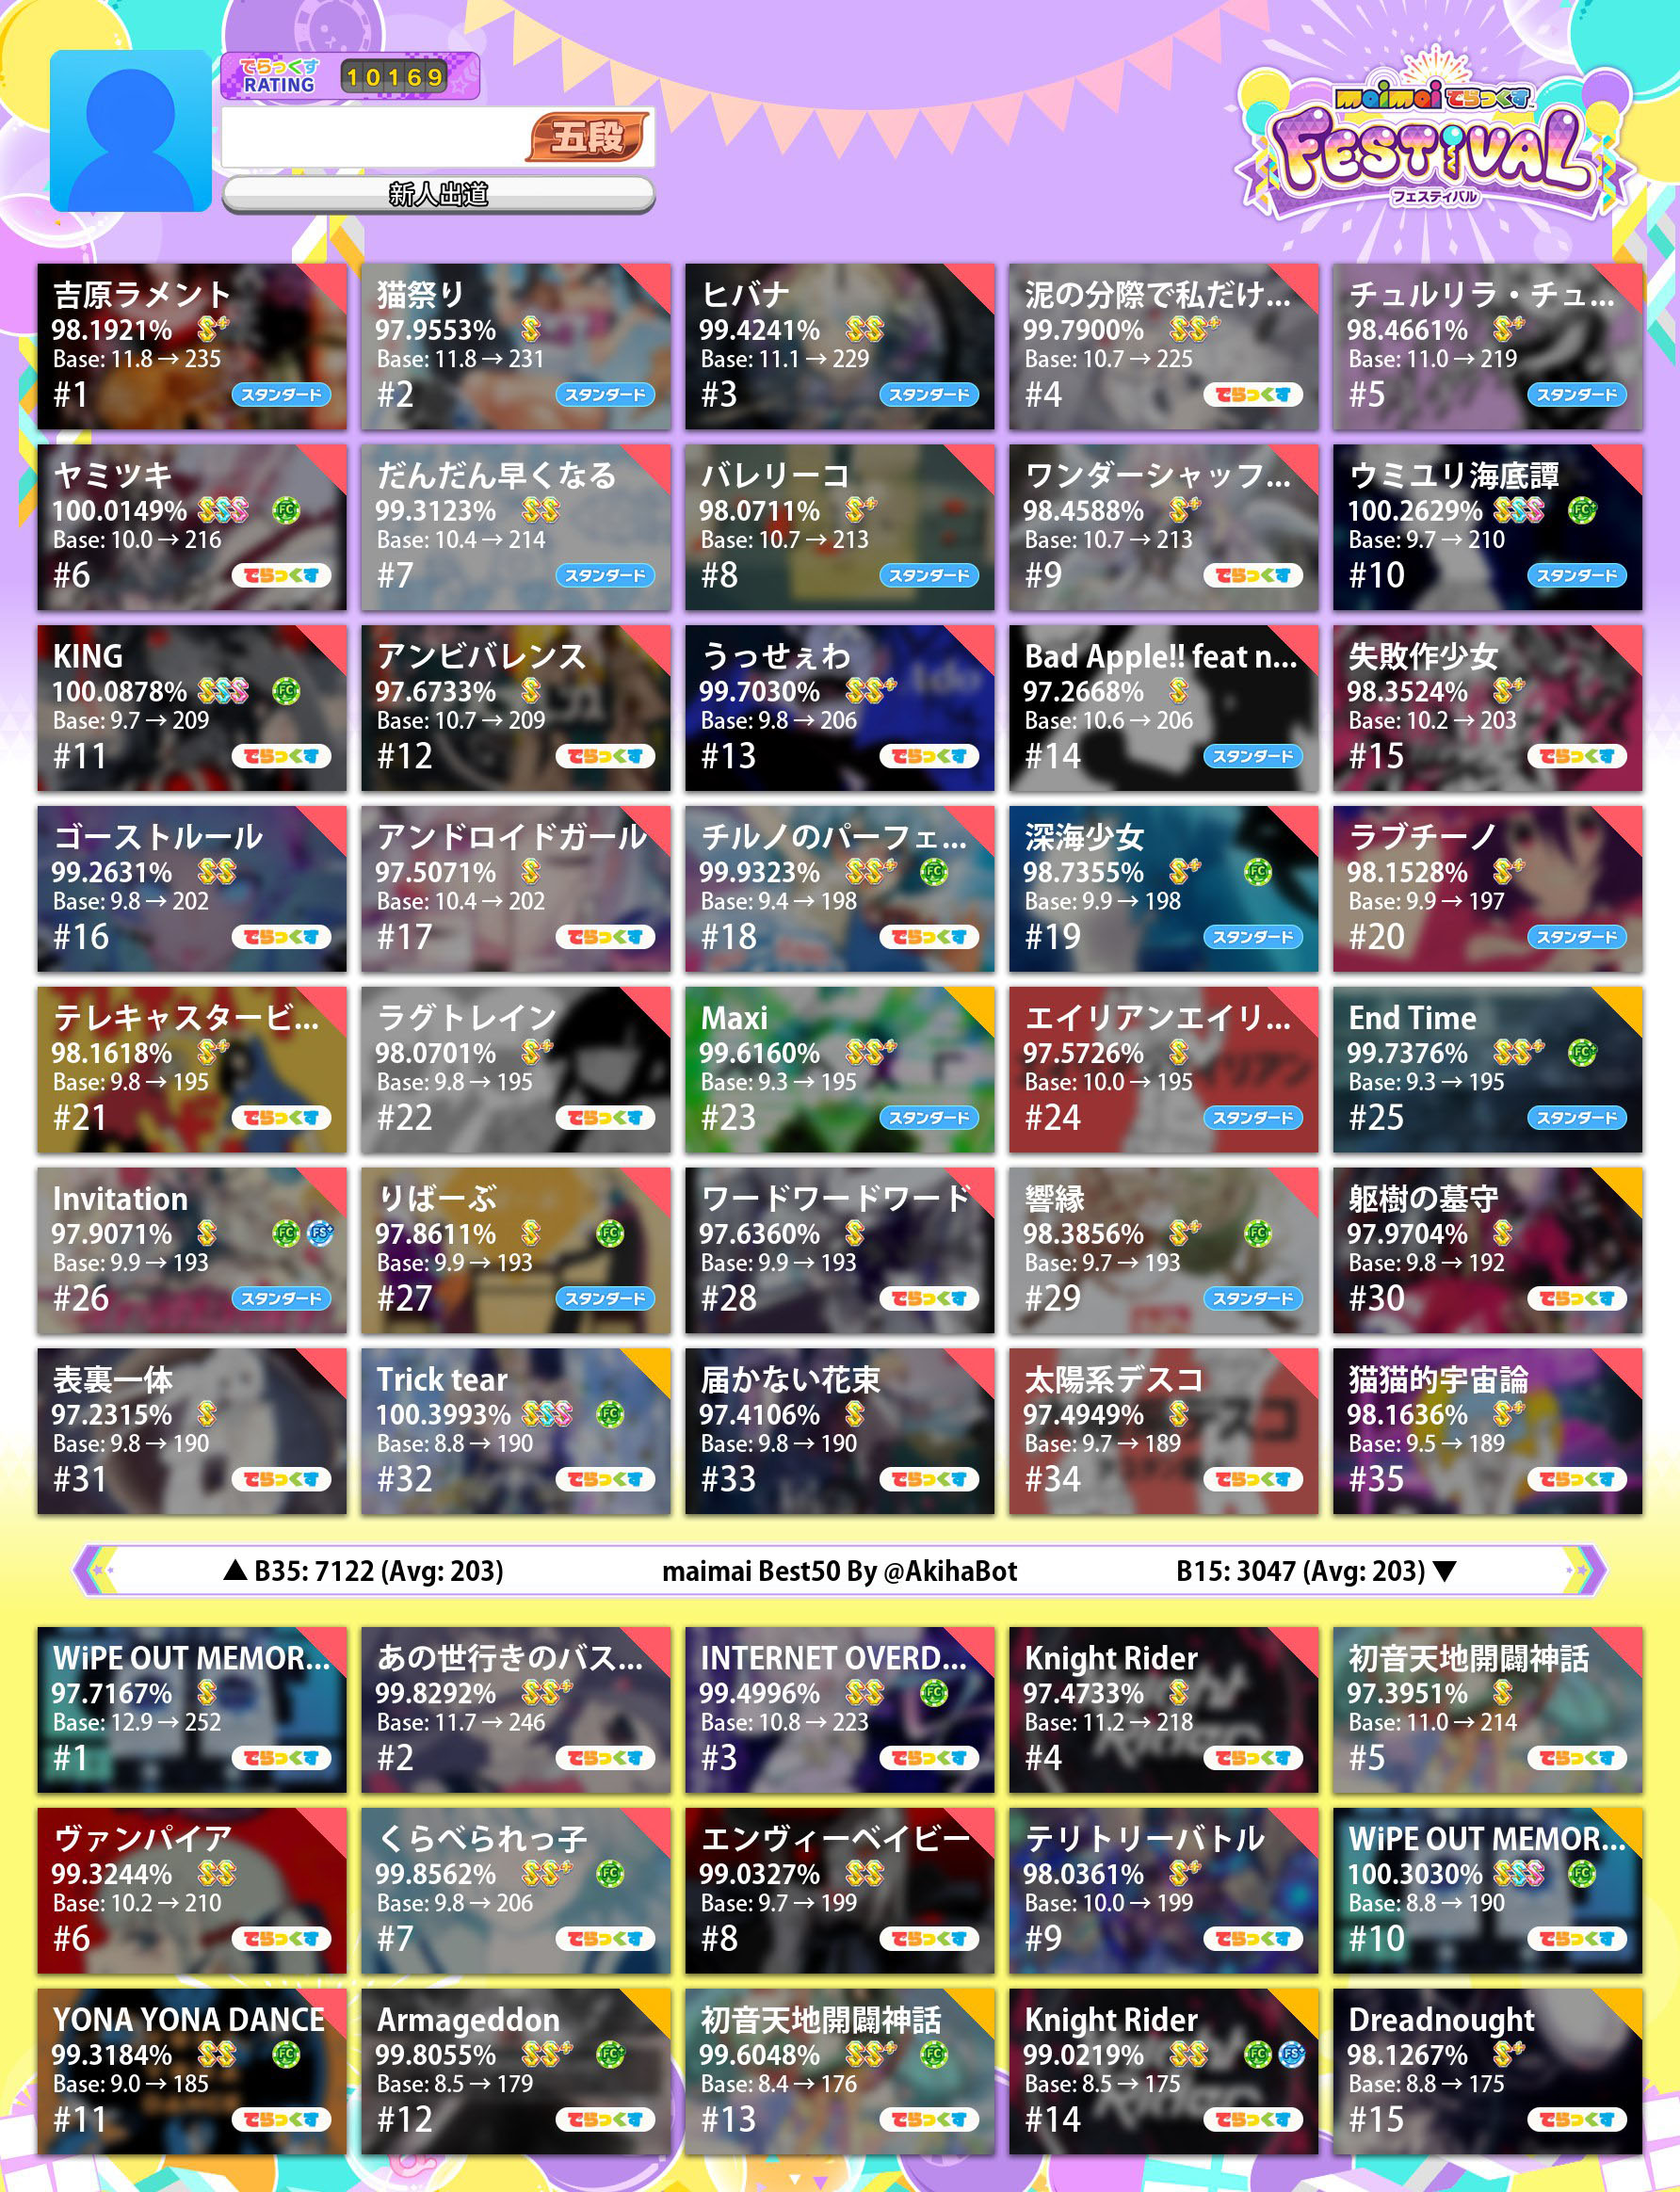 でらっくす
RATING 10169
五段
新人出道
maimai でらっくす
FESTiVAL
フェスティバル
吉原ラメント
98.1921% S+
Base: 11.8 → 235
#1 スタンダード
猫祭り
97.9553% S
Base: 11.8 → 231
#2 スタンダード
ヒバナ
99.4241% SS
Base: 11.1 → 229
#3 スタンダード
泥の分際で私だけ...
99.7900% SS+
Base: 10.7 → 225
#4 でらっくす
チュルリラ・チュ...
98.4661% S+
Base: 11.0 → 219
#5 スタンダード
ヤミツキ
100.0149% SSS FC
Base: 10.0 → 216
#6 でらっくす
だんだん早くなる
99.3123% SS
Base: 10.4 → 214
#7 スタンダード
バレリーコ
98.0711% S+
Base: 10.7 → 213
#8 スタンダード
ワンダーシャッフ...
98.4588% S+
Base: 10.7 → 213
#9 でらっくす
ウミユリ海底譚
100.2629% SSS FC+
Base: 9.7 → 210
#10 スタンダード
KING
100.0878% SSS FC
Base: 9.7 → 209
#11 でらっくす
アンビバレンス
97.6733% S
Base: 10.7 → 209
#12 でらっくす
うっせぇわ
99.7030% SS+
Base: 9.8 → 206
#13 でらっくす
Bad Apple!! feat n...
97.2668% S
Base: 10.6 → 206
#14 スタンダード
失敗作少女
98.3524% S+
Base: 10.2 → 203
#15 でらっくす
ゴーストルール
99.2631% SS
Base: 9.8 → 202
#16 でらっくす
アンドロイドガール
97.5071% S
Base: 10.4 → 202
#17 でらっくす
チルノのパーフェ...
99.9323% SS+ FC
Base: 9.4 → 198
#18 でらっくす
深海少女
98.7355% S+ FC
Base: 9.9 → 198
#19 スタンダード
ラブチーノ
98.1528% S+
Base: 9.9 → 197
#20 スタンダード
テレキャスタービ...
98.1618% S+
Base: 9.8 → 195
#21 でらっくす
ラグトレイン
98.0701% S+
Base: 9.8 → 195
#22 でらっくす
Maxi
99.6160% SS+
Base: 9.3 → 195
#23 スタンダード
エイリアンエイリ...
97.5726% S
Base: 10.0 → 195
#24 スタンダード
End Time
99.7376% SS+ FC+
Base: 9.3 → 195
#25 スタンダード
Invitation
97.9071% S FC FS+
Base: 9.9 → 193
#26 スタンダード
りばーぶ
97.8611% S FC
Base: 9.9 → 193
#27 スタンダード
ワードワードワード
97.6360% S
Base: 9.9 → 193
#28 でらっくす
響縁
98.3856% S+ FC
Base: 9.7 → 193
#29 スタンダード
躯樹の墓守
97.9704% S
Base: 9.8 → 192
#30 でらっくす
表裏一体
97.2315% S
Base: 9.8 → 190
#31 でらっくす
Trick tear
100.3993% SSS FC
Base: 8.8 → 190
#32 でらっくす
届かない花束
97.4106% S
Base: 9.8 → 190
#33 でらっくす
太陽系デスコ
97.4949% S
Base: 9.7 → 189
#34 でらっくす
猫猫的宇宙論
98.1636% S+
Base: 9.5 → 189
#35 でらっくす
▲ B35: 7122 (Avg: 203) maimai Best50 By @AkihaBot B15: 3047 (Avg: 203) ▼
WiPE OUT MEMOR...
97.7167% S
Base: 12.9 → 252
#1 でらっくす
あの世行きのバス...
99.8292% SS+
Base: 11.7 → 246
#2 でらっくす
INTERNET OVERD...
99.4996% SS FC
Base: 10.8 → 223
#3 でらっくす
Knight Rider
97.4733% S
Base: 11.2 → 218
#4 でらっくす
初音天地開闢神話
97.3951% S
Base: 11.0 → 214
#5 でらっくす
ヴァンパイア
99.3244% SS
Base: 10.2 → 210
#6 でらっくす
くらべられっ子
99.8562% SS+ FC
Base: 9.8 → 206
#7 でらっくす
エンヴィーベイビー
99.0327% SS
Base: 9.7 → 199
#8 でらっくす
テリトリーバトル
98.0361% S+
Base: 10.0 → 199
#9 でらっくす
WiPE OUT MEMOR...
100.3030% SSS FC
Base: 8.8 → 190
#10 でらっくす
YONA YONA DANCE
99.3184% SS FC
Base: 9.0 → 185
#11 でらっくす
Armageddon
99.8055% SS+ FC+
Base: 8.5 → 179
#12 でらっくす
初音天地開闢神話
99.6048% SS+ FC
Base: 8.4 → 176
#13 でらっくす
Knight Rider
99.0219% SS FC FS+
Base: 8.5 → 175
#14 でらっくす
Dreadnought
98.1267% S+
Base: 8.8 → 175
#15 でらっくす